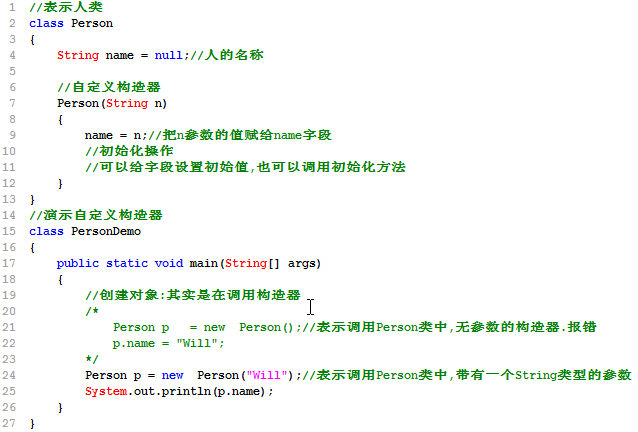 1 //表示人类
2 class Person
3 {
4 String name = null;//人的名称
5
6 //自定义构造器
7 Person(String n)
8 {
9 name = n;//把n参数的值赋给name字段
10 //初始化操作
11 //可以给字段设置初始值,也可以调用初始化方法
12 }
13 }
14 //演示自定义构造器
15 class PersonDemo
16 {
17 public static void main(String[] args)
18 {
19 //创建对象:其实是在调用构造器
20 /*
21 Person p = new Person();//表示调用Person类中,无参数的构造器.报错
22 p.name = "Will";
23 */
24 Person p = new Person("Will");//表示调用Person类中,带有一个String类型的参数
25 System.out.println(p.name);
26 }
27 }